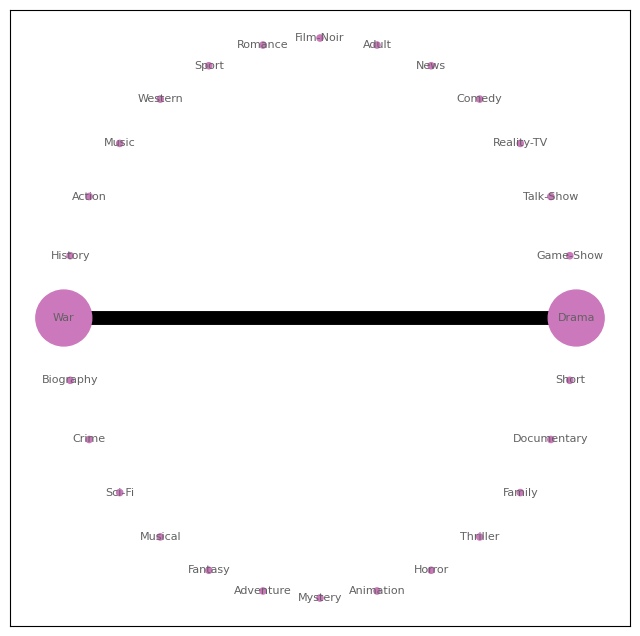 Film-Noir
Romance
Adult
Sport
News
Western
Comedy
Music
Reality-TV
Action
Talk-Show
History
Game-Show
War
Drama
Biography
Short
Crime
Documentary
Sci-Fi
Family
Musical
Thriller
Fantasy
Horror
Adventure
Animation
Mystery